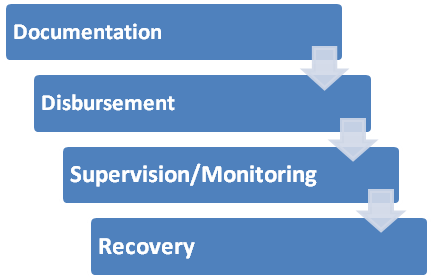 Documentation
Disbursement
Supervision/Monitoring
Recovery